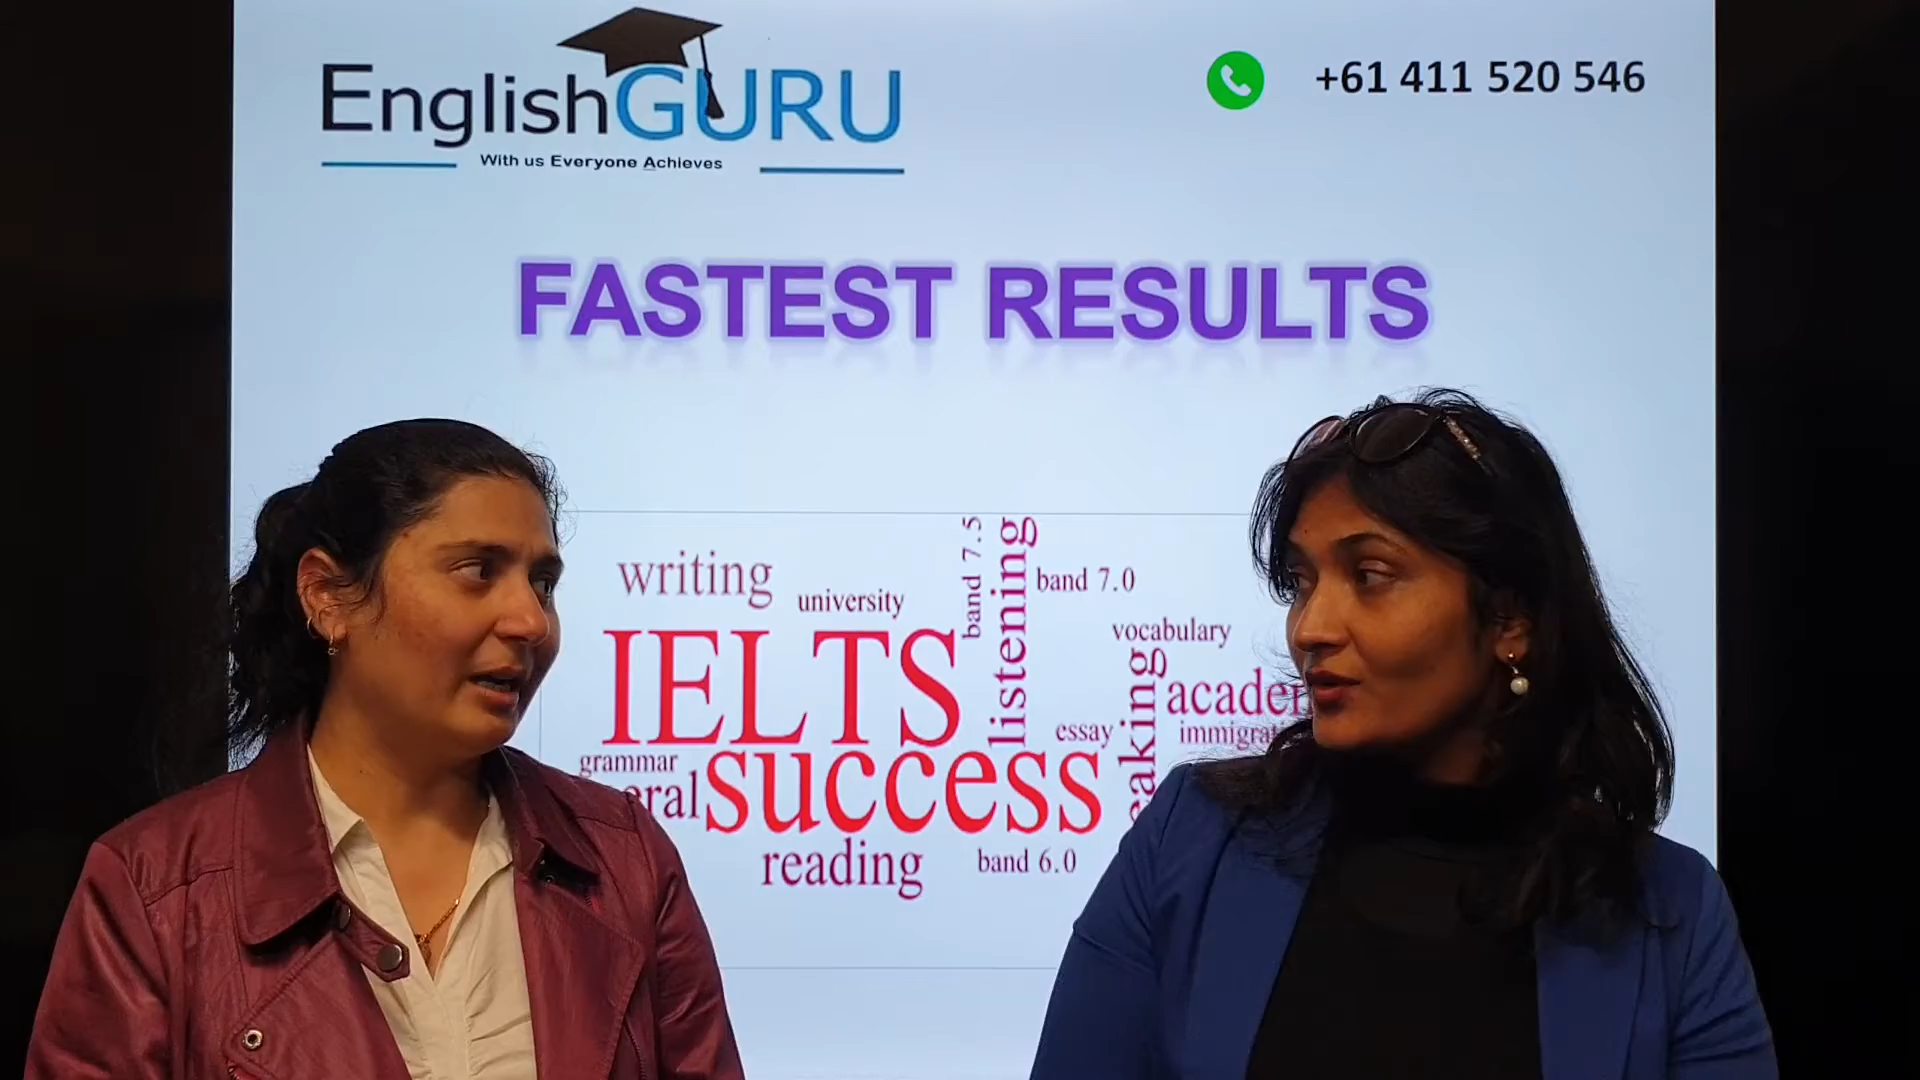 EnglishGURU
With us Everyone Achieves
+61 411 520 546
FASTEST RESULTS
writing
university
band 7.5
listening
band 7.0
vocabulary
IELTS
essay
grammar
success
reading
band 6.0